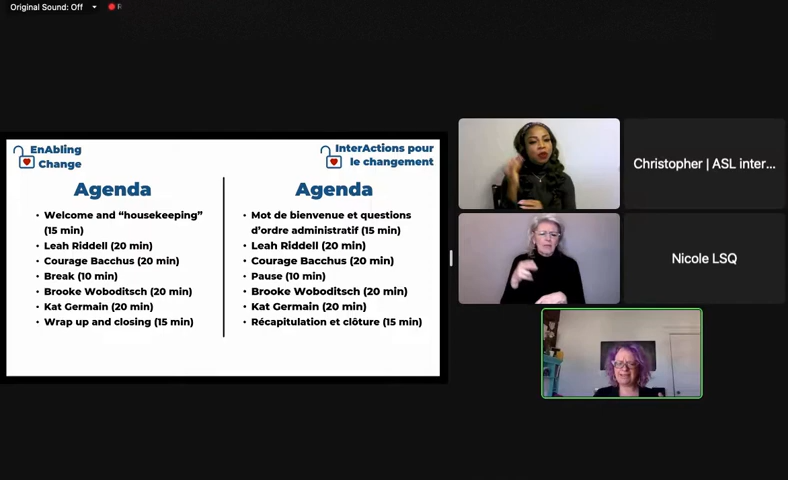 Original Sound: Off
EnAbling
Change
InterActions pour
le changement
Agenda
Welcome and “housekeeping”
(15 min)
Leah Riddell (20 min)
Courage Bacchus (20 min)
Break (10 min)
Brooke Woboditsch (20 min)
Kat Germain (20 min)
Wrap up and closing (15 min)
Agenda
Mot de bienvenue et questions
d’ordre administratif (15 min)
Leah Riddell (20 min)
Courage Bacchus (20 min)
Pause (10 min)
Brooke Woboditsch (20 min)
Kat Germain (20 min)
Récapitulation et clôture (15 min)
Christopher | ASL inter...
Nicole LSQ